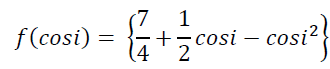 f(cosi) = {7/4 + 1/2 cosi − cosi²}